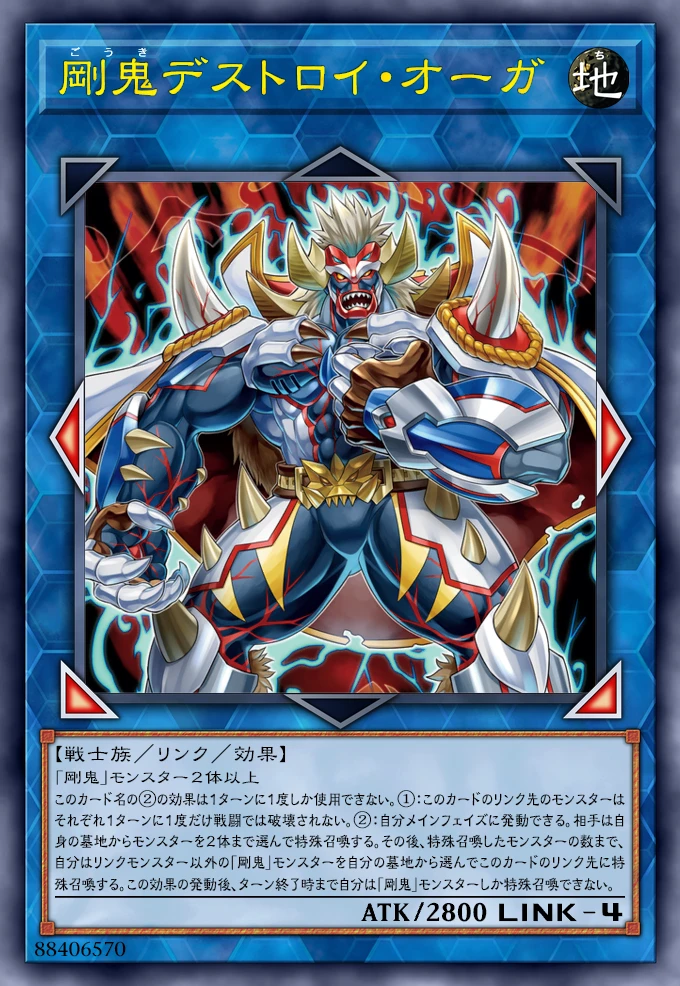 ごうき
剛鬼デストロイ・オーガ
ち
地
【戦士族／リンク／効果】
「剛鬼」モンスター２体以上
このカード名の②の効果は1ターンに1度しか使用できない。①：このカードのリンク先のモンスターは
それぞれ1ターンに1度だけ戦闘では破壊されない。②：自分メインフェイズに発動できる。相手は自
身の墓地からモンスターを2体まで選んで特殊召喚する。その後、特殊召喚したモンスターの数まで、
自分はリンクモンスター以外の「剛鬼」モンスターを自分の墓地から選んでこのカードのリンク先に特
殊召喚する。この効果の発動後、ターン終了時まで自分は「剛鬼」モンスターしか特殊召喚できない。
ATK/2800 LINK-4
88406570